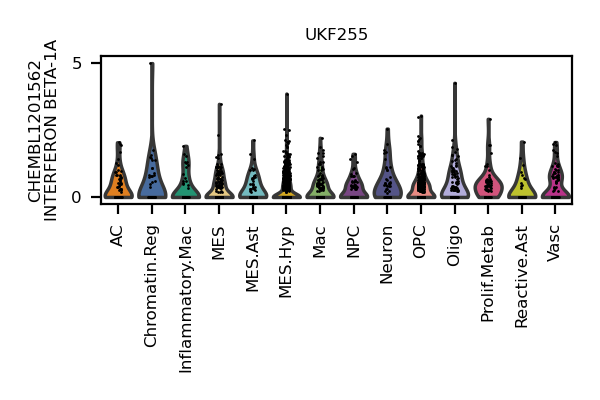 UKF255
CHEMBL1201562
INTERFERON BETA-1A
5
0
AC
Chromatin.Reg
Inflammatory.Mac
MES
MES.Ast
MES.Hyp
Mac
NPC
Neuron
OPC
Oligo
Prolif.Metab
Reactive.Ast
Vasc